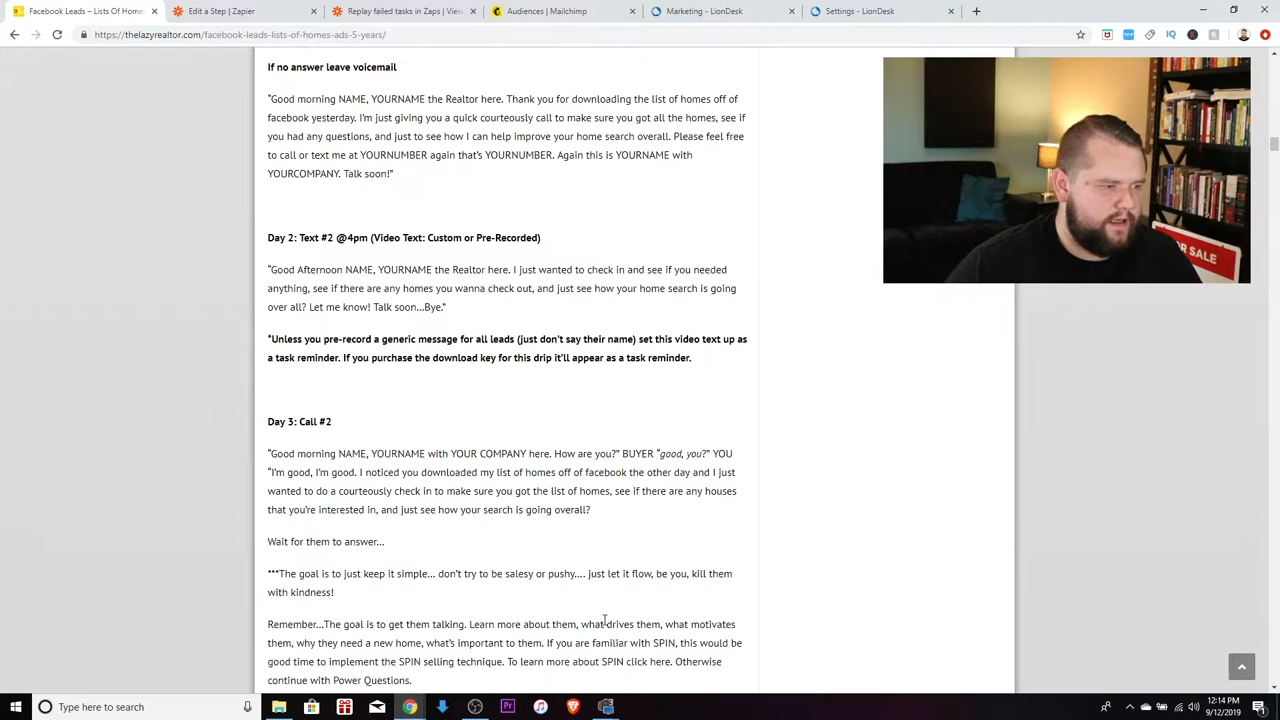 Facebook Leads – Lists Of Home
Edit a Step | Zapier
Replay failed tasks in Zaps | View
Audiences | Mailchimp
Marketing - LionDesk
Settings - LionDesk
https://thelazyrealtor.com/facebook-leads-lists-of-homes-ads-5-years/
If no answer leave voicemail
“Good morning NAME, YOURNAME the Realtor here. Thank you for downloading the list of homes off of
facebook yesterday. I’m just giving you a quick courteously call to make sure you got all the homes, see if
you had any questions, and just to see how I can help improve your home search overall. Please feel free
to call or text me at YOURNUMBER again that’s YOURNUMBER. Again this is YOURNAME with
YOURCOMPANY. Talk soon!”
Day 2: Text #2 @4pm (Video Text: Custom or Pre-Recorded)
“Good Afternoon NAME, YOURNAME the Realtor here. I just wanted to check in and see if you needed
anything, see if there are any homes you wanna check out, and just see how your home search is going
over all? Let me know! Talk soon…Bye.”
*Unless you pre-record a generic message for all leads (just don’t say their name) set this video text up as
a task reminder. If you purchase the download key for this drip it’ll appear as a task reminder.
Day 3: Call #2
“Good morning NAME, YOURNAME with YOUR COMPANY here. How are you?” BUYER “good, you?” YOU
“I’m good, I’m good. I noticed you downloaded my list of homes off of facebook the other day and I just
wanted to do a courteously check in to make sure you got the list of homes, see if there are any houses
that you’re interested in, and just see how your search is going overall?
Wait for them to answer…
***The goal is to just keep it simple… don’t try to be salesy or pushy…. just let it flow, be you, kill them
with kindness!
Remember…The goal is to get them talking. Learn more about them, what drives them, what motivates
them, why they need a new home, what’s important to them. If you are familiar with SPIN, this would be
good time to implement the SPIN selling technique. To learn more about SPIN click here. Otherwise
continue with Power Questions.
R SALE
Type here to search
12:14 PM
9/12/2019